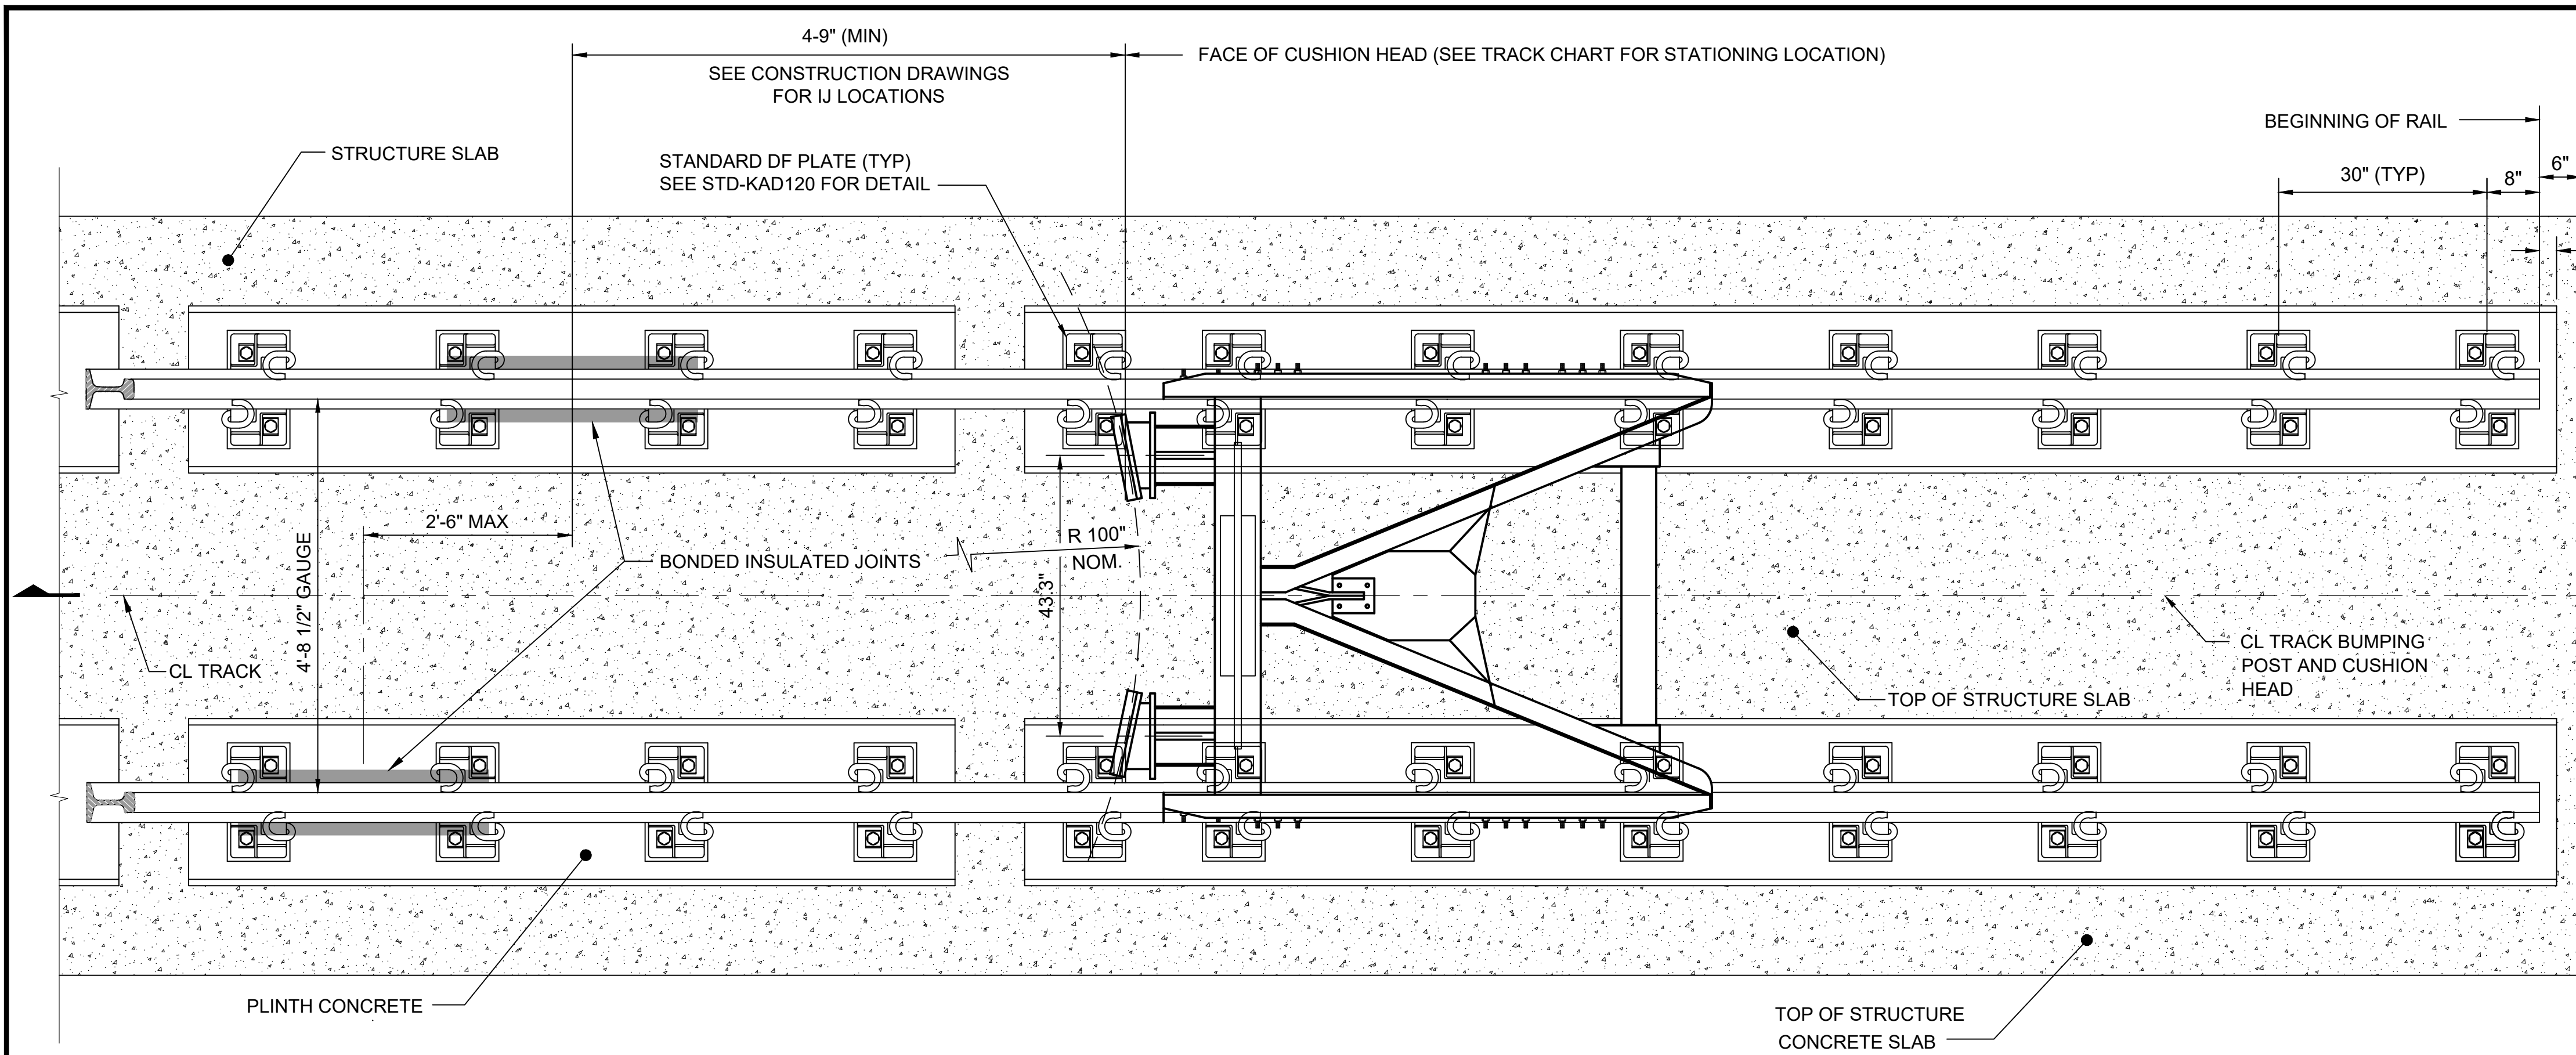 4-9" (MIN)
SEE CONSTRUCTION DRAWINGS
FOR IJ LOCATIONS
FACE OF CUSHION HEAD (SEE TRACK CHART FOR STATIONING LOCATION)
BEGINNING OF RAIL
STRUCTURE SLAB
STANDARD DF PLATE (TYP)
SEE STD-KAD120 FOR DETAIL
30" (TYP)
8"
6"
2'-6" MAX
4'-8 1/2" GAUGE
BONDED INSULATED JOINTS
R 100"
NOM.
43.3"
CL TRACK
CL TRACK BUMPING
POST AND CUSHION
HEAD
TOP OF STRUCTURE SLAB
PLINTH CONCRETE
TOP OF STRUCTURE
CONCRETE SLAB